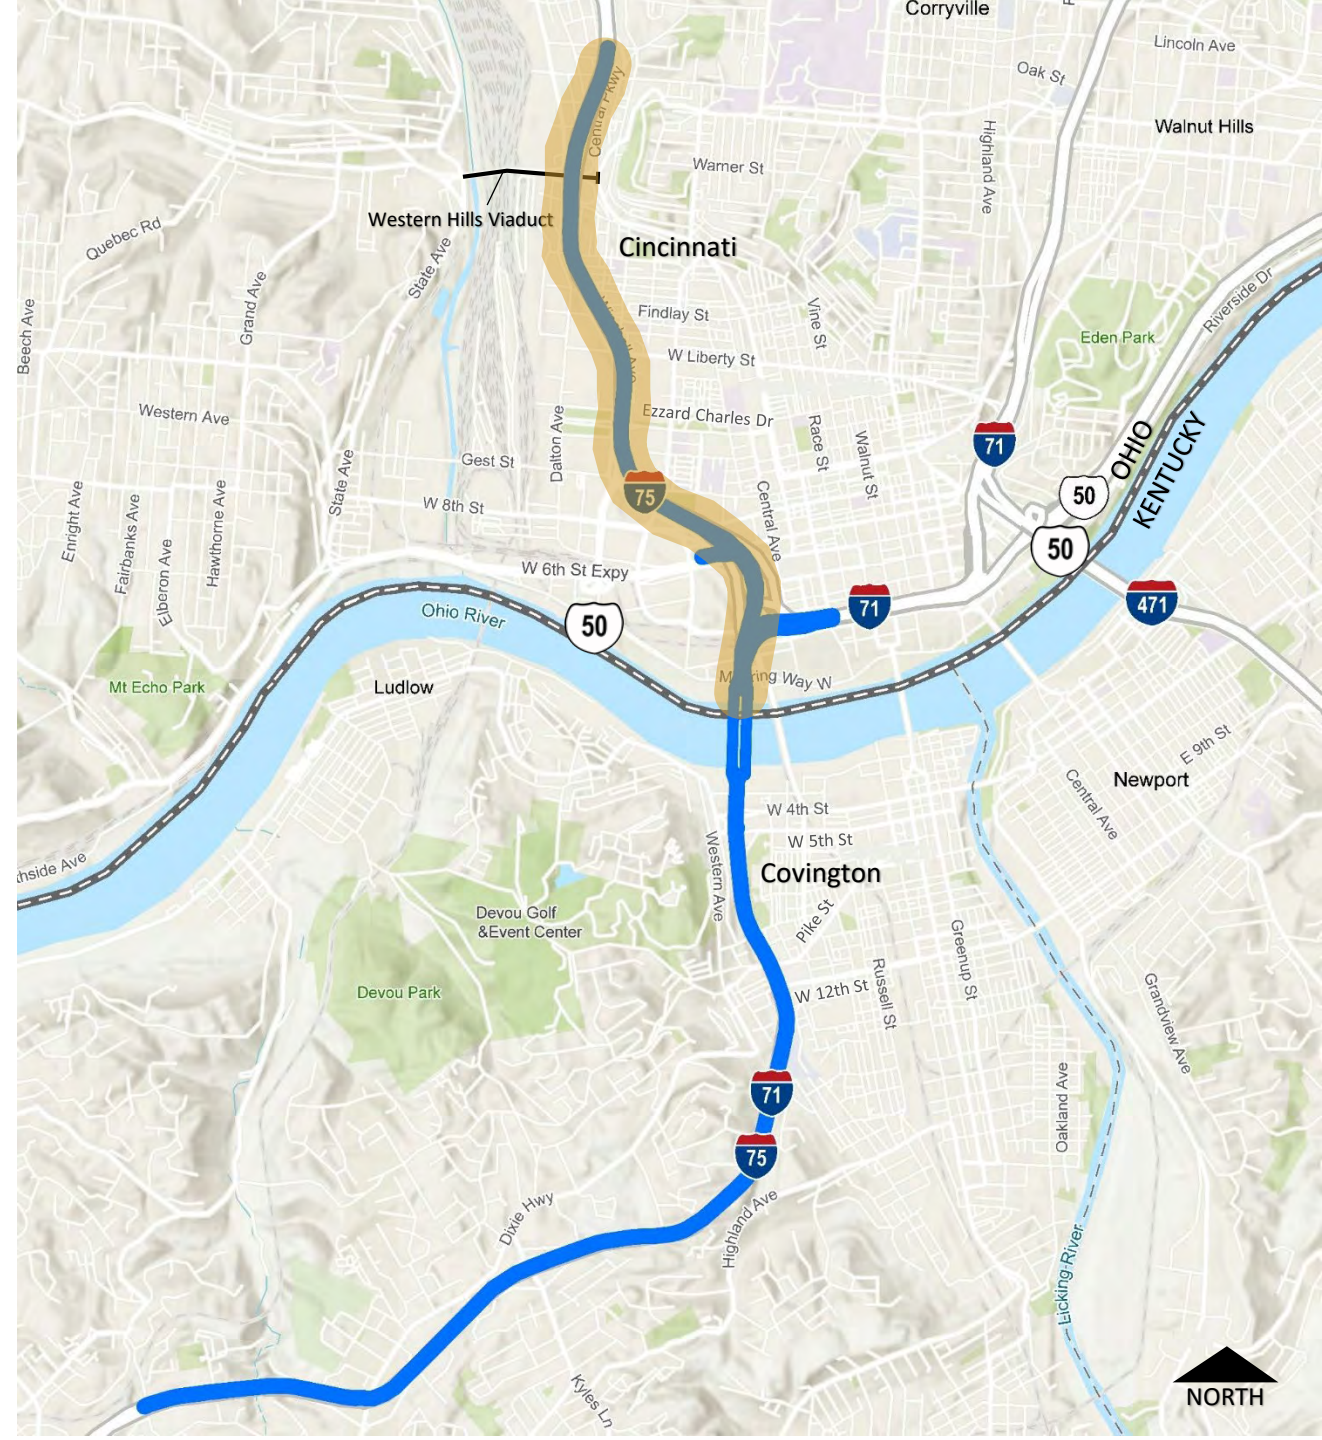 Corryville
Lincoln Ave
Oak St
Central Pkwy
Walnut Hills
Highland Ave
Warner St
Western Hills Viaduct
Quebec Rd
State Ave
Cincinnati
Grand Ave
Riverside Dr
Beech Ave
Findlay St
Vine St
Eden Park
W Liberty St
Western Ave
Ezzard Charles Dr
Dalton Ave
Race St
Walnut St
71
OHIO
KENTUCKY
Gest St
State Ave
75
50
W 8th St
Central Ave
Enright Ave
Fairbanks Ave
Elberon Ave
Hawthorne Ave
50
W 6th St Expy
71
471
Ohio River
50
Mt Echo Park
Ludlow
Way W
E 9th St
Newport
Central Ave
W 4th St
W 5th St
Western Ave
Covington
thside Ave
Devou Golf
&Event Center
Pike St
Greenup St
Devou Park
W 12th St
Russell St
Grandview Ave
71
Oakland Ave
75
Dixie Hwy
Highland Ave
Licking River
Kyles Ln
NORTH